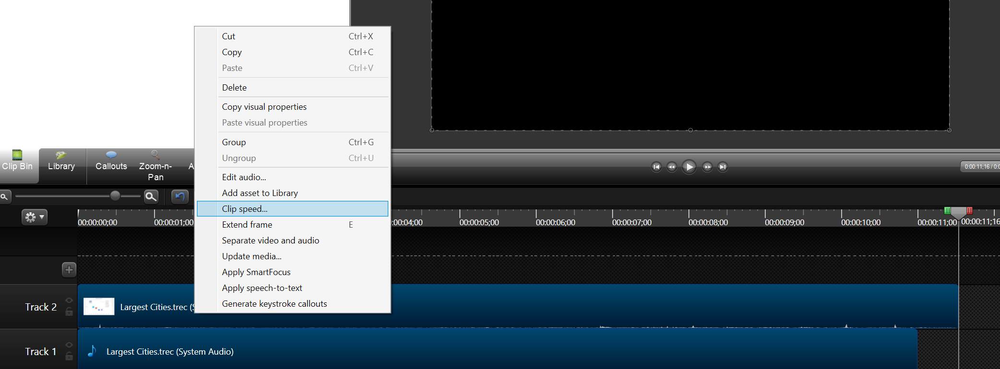 Cut Ctrl+X
Copy Ctrl+C
Paste Ctrl+V
Delete
Copy visual properties
Paste visual properties
Group Ctrl+G
Ungroup Ctrl+U
Edit audio...
Add asset to Library
Clip speed...
Extend frame E
Separate video and audio
Update media...
Apply SmartFocus
Apply speech-to-text
Generate keystroke callouts
Clip Bin
Library
Callouts
Zoom-n-
Pan
A
0:00:11;16 / 0:0
00:00:00;00 00:00:01;00 :00:04;00 00:00:05;00 00:00:06;00 00:00:07;00 00:00:08;00 00:00:09;00 00:00:10;00 00:00:11;00 00:00:11;16
Track 2
Largest Cities.trec (S
Track 1
Largest Cities.trec (System Audio)